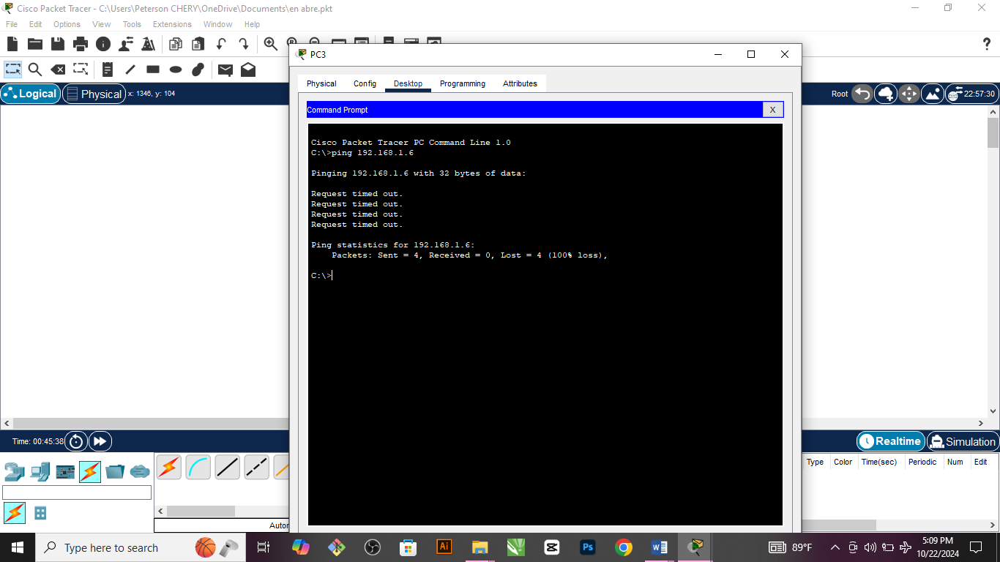 Cisco Packet Tracer - C:\Users\Peterson CHERY\OneDrive\Documents\en abre.pkt
File Edit Options View Tools Extensions Window Help
?
PC3
Physical Config Desktop Programming Attributes
Logical Physical x: 1346, y: 104
Root 22:57:30
Command Prompt X
Cisco Packet Tracer PC Command Line 1.0
C:\>ping 192.168.1.6
Pinging 192.168.1.6 with 32 bytes of data:
Request timed out.
Request timed out.
Request timed out.
Request timed out.
Ping statistics for 192.168.1.6:
Packets: Sent = 4, Received = 0, Lost = 4 (100% loss),
C:\>
Time: 00:45:38
Realtime Simulation
Type Color Time(sec) Periodic Num Edit
Autor
Type here to search
Ai
Ps
W
89°F
5:09 PM
10/22/2024